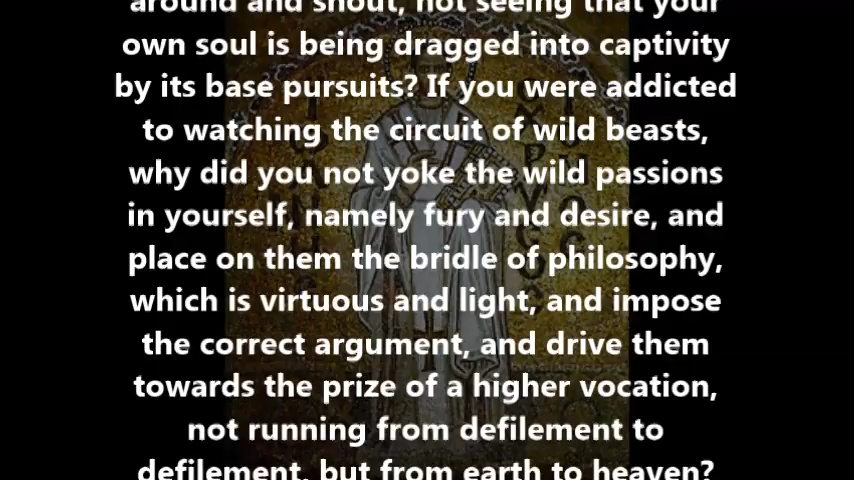 around and shout, not seeing that your
own soul is being dragged into captivity
by its base pursuits? If you were addicted
to watching the circuit of wild beasts,
why did you not yoke the wild passions
in yourself, namely fury and desire, and
place on them the bridle of philosophy,
which is virtuous and light, and impose
the correct argument, and drive them
towards the prize of a higher vocation,
not running from defilement to
defilement, but from earth to heaven?